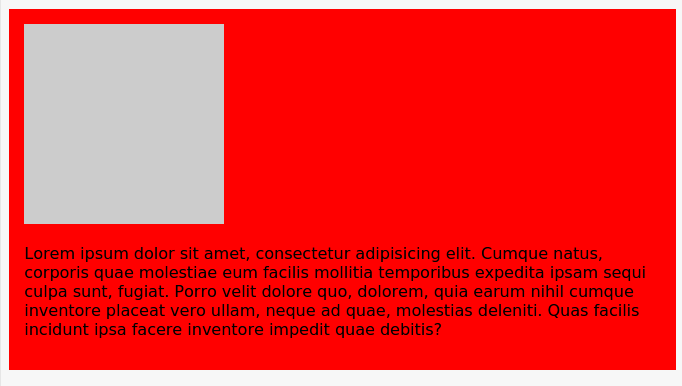 Lorem ipsum dolor sit amet, consectetur adipisicing elit. Cumque natus,
corporis quae molestiae eum facilis mollitia temporibus expedita ipsam sequi
culpa sunt, fugiat. Porro velit dolore quo, dolorem, quia earum nihil cumque
inventore placeat vero ullam, neque ad quae, molestias deleniti. Quas facilis
incidunt ipsa facere inventore impedit quae debitis?